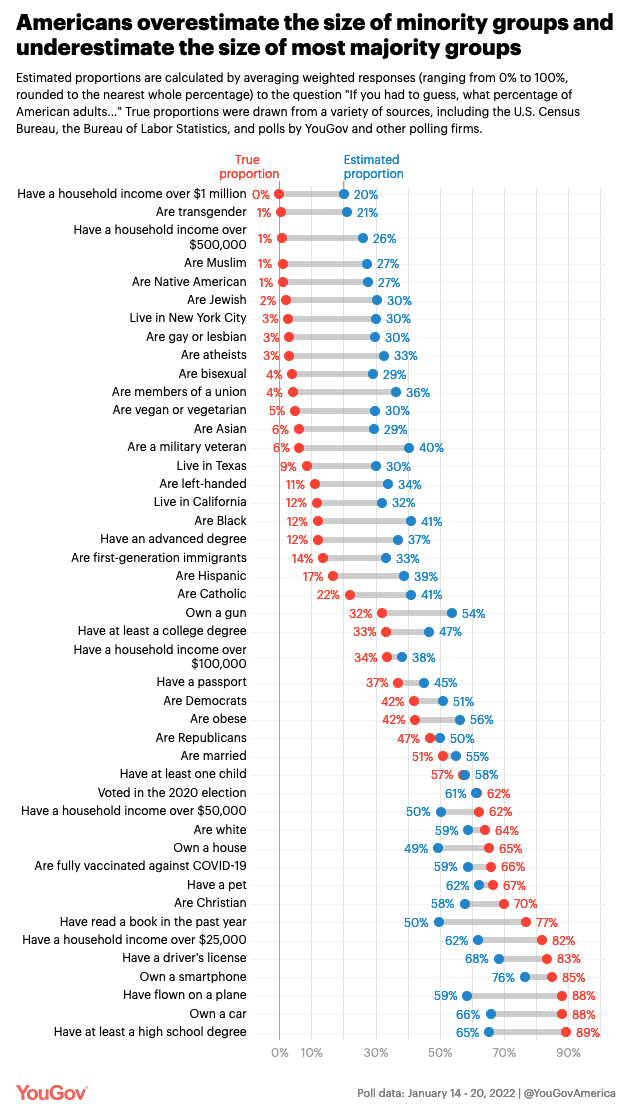 Americans overestimate the size of minority groups and
underestimate the size of most majority groups
Estimated proportions are calculated by averaging weighted responses (ranging from 0% to 100%,
rounded to the nearest whole percentage) to the question "If you had to guess, what percentage of
American adults..." True proportions were drawn from a variety of sources, including the U.S. Census
Bureau, the Bureau of Labor Statistics, and polls by YouGov and other polling firms.
True proportion Estimated proportion
Have a household income over $1 million 0% 20%
Are transgender 1% 21%
Have a household income over $500,000 1% 26%
Are Muslim 1% 27%
Are Native American 1% 27%
Are Jewish 2% 30%
Live in New York City 3% 30%
Are gay or lesbian 3% 30%
Are atheists 3% 33%
Are bisexual 4% 29%
Are members of a union 4% 36%
Are vegan or vegetarian 5% 30%
Are Asian 6% 29%
Are a military veteran 6% 40%
Live in Texas 9% 30%
Are left-handed 11% 34%
Live in California 12% 32%
Are Black 12% 41%
Have an advanced degree 12% 37%
Are first-generation immigrants 14% 33%
Are Hispanic 17% 39%
Are Catholic 22% 41%
Own a gun 32% 54%
Have at least a college degree 33% 47%
Have a household income over $100,000 34% 38%
Have a passport 37% 45%
Are Democrats 42% 51%
Are obese 42% 56%
Are Republicans 47% 50%
Are married 51% 55%
Have at least one child 57% 58%
Voted in the 2020 election 61% 62%
Have a household income over $50,000 50% 62%
Are white 59% 64%
Own a house 49% 65%
Are fully vaccinated against COVID-19 59% 66%
Have a pet 62% 67%
Are Christian 58% 70%
Have read a book in the past year 50% 77%
Have a household income over $25,000 62% 82%
Have a driver's license 68% 83%
Own a smartphone 76% 85%
Have flown on a plane 59% 88%
Own a car 66% 88%
Have at least a high school degree 65% 89%
0% 10% 30% 50% 70% 90%
YouGov Poll data: January 14 - 20, 2022 | @YouGovAmerica